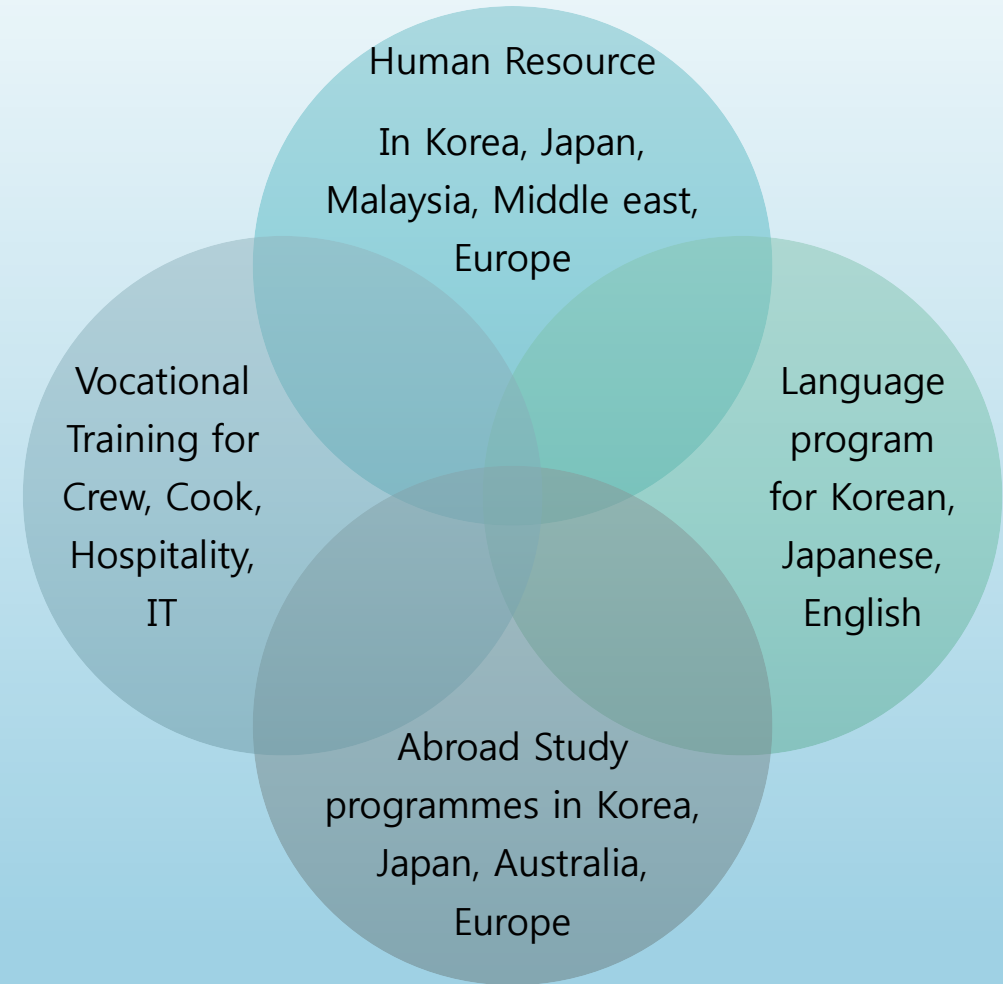 Human Resource
In Korea, Japan,
Malaysia, Middle east,
Europe
Vocational
Training for
Crew, Cook,
Hospitality,
IT
Language
program
for Korean,
Japanese,
English
Abroad Study
programmes in Korea,
Japan, Australia,
Europe